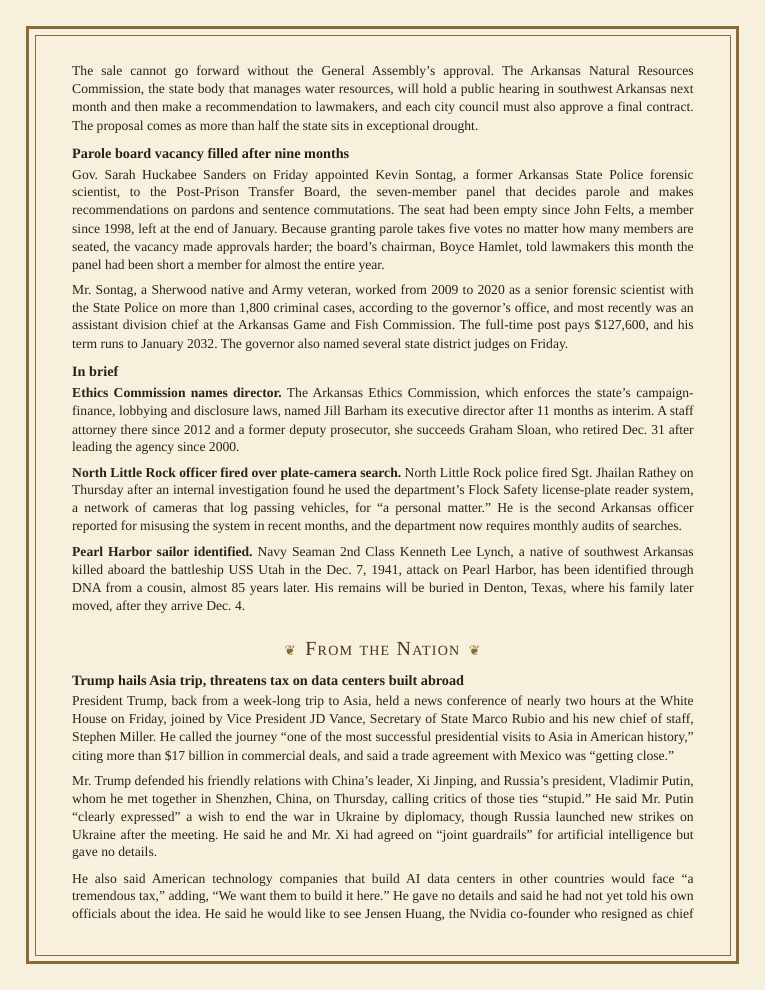 The sale cannot go forward without the General Assembly’s approval. The Arkansas Natural Resources
Commission, the state body that manages water resources, will hold a public hearing in southwest Arkansas next
month and then make a recommendation to lawmakers, and each city council must also approve a final contract.
The proposal comes as more than half the state sits in exceptional drought.
Parole board vacancy filled after nine months
Gov. Sarah Huckabee Sanders on Friday appointed Kevin Sontag, a former Arkansas State Police forensic
scientist, to the Post-Prison Transfer Board, the seven-member panel that decides parole and makes
recommendations on pardons and sentence commutations. The seat had been empty since John Felts, a member
since 1998, left at the end of January. Because granting parole takes five votes no matter how many members are
seated, the vacancy made approvals harder; the board’s chairman, Boyce Hamlet, told lawmakers this month the
panel had been short a member for almost the entire year.
Mr. Sontag, a Sherwood native and Army veteran, worked from 2009 to 2020 as a senior forensic scientist with
the State Police on more than 1,800 criminal cases, according to the governor’s office, and most recently was an
assistant division chief at the Arkansas Game and Fish Commission. The full-time post pays $127,600, and his
term runs to January 2032. The governor also named several state district judges on Friday.
In brief
Ethics Commission names director. The Arkansas Ethics Commission, which enforces the state’s campaign-
finance, lobbying and disclosure laws, named Jill Barham its executive director after 11 months as interim. A staff
attorney there since 2012 and a former deputy prosecutor, she succeeds Graham Sloan, who retired Dec. 31 after
leading the agency since 2000.
North Little Rock officer fired over plate-camera search. North Little Rock police fired Sgt. Jhailan Rathey on
Thursday after an internal investigation found he used the department’s Flock Safety license-plate reader system,
a network of cameras that log passing vehicles, for “a personal matter.” He is the second Arkansas officer
reported for misusing the system in recent months, and the department now requires monthly audits of searches.
Pearl Harbor sailor identified. Navy Seaman 2nd Class Kenneth Lee Lynch, a native of southwest Arkansas
killed aboard the battleship USS Utah in the Dec. 7, 1941, attack on Pearl Harbor, has been identified through
DNA from a cousin, almost 85 years later. His remains will be buried in Denton, Texas, where his family later
moved, after they arrive Dec. 4.
❦ From the Nation ❦
Trump hails Asia trip, threatens tax on data centers built abroad
President Trump, back from a week-long trip to Asia, held a news conference of nearly two hours at the White
House on Friday, joined by Vice President JD Vance, Secretary of State Marco Rubio and his new chief of staff,
Stephen Miller. He called the journey “one of the most successful presidential visits to Asia in American history,”
citing more than $17 billion in commercial deals, and said a trade agreement with Mexico was “getting close.”
Mr. Trump defended his friendly relations with China’s leader, Xi Jinping, and Russia’s president, Vladimir Putin,
whom he met together in Shenzhen, China, on Thursday, calling critics of those ties “stupid.” He said Mr. Putin
“clearly expressed” a wish to end the war in Ukraine by diplomacy, though Russia launched new strikes on
Ukraine after the meeting. He said he and Mr. Xi had agreed on “joint guardrails” for artificial intelligence but
gave no details.
He also said American technology companies that build AI data centers in other countries would face “a
tremendous tax,” adding, “We want them to build it here.” He gave no details and said he had not yet told his own
officials about the idea. He said he would like to see Jensen Huang, the Nvidia co-founder who resigned as chief